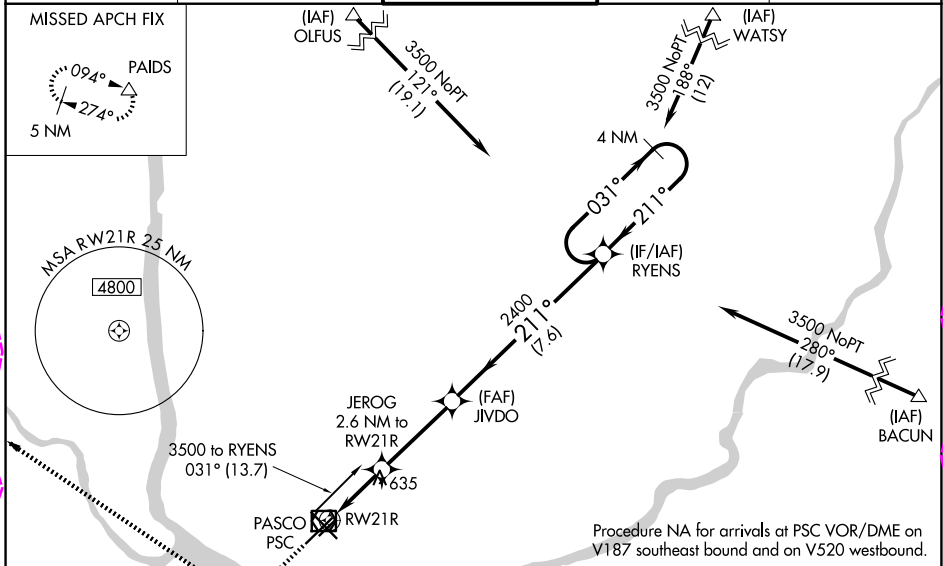 MISSED APCH FIX
094°
PAIDS
274°
5 NM
(IAF)
OLFUS
3500 NoPT
121°
(19.1)
(IAF)
WATSY
3500 NoPT
188°
(12)
4 NM
031°
211°
(IF/IAF)
RYENS
MSA RW21R 25 NM
4800
2400
211°
(7.6)
3500 NoPT
280°
(17.9)
(IAF)
BACUN
(FAF)
JIVDO
JEROG
2.6 NM to
RW21R
3500 to RYENS
031° (13.7)
635
PASCO
PSC
RW21R
Procedure NA for arrivals at PSC VOR/DME on
V187 southeast bound and on V520 westbound.